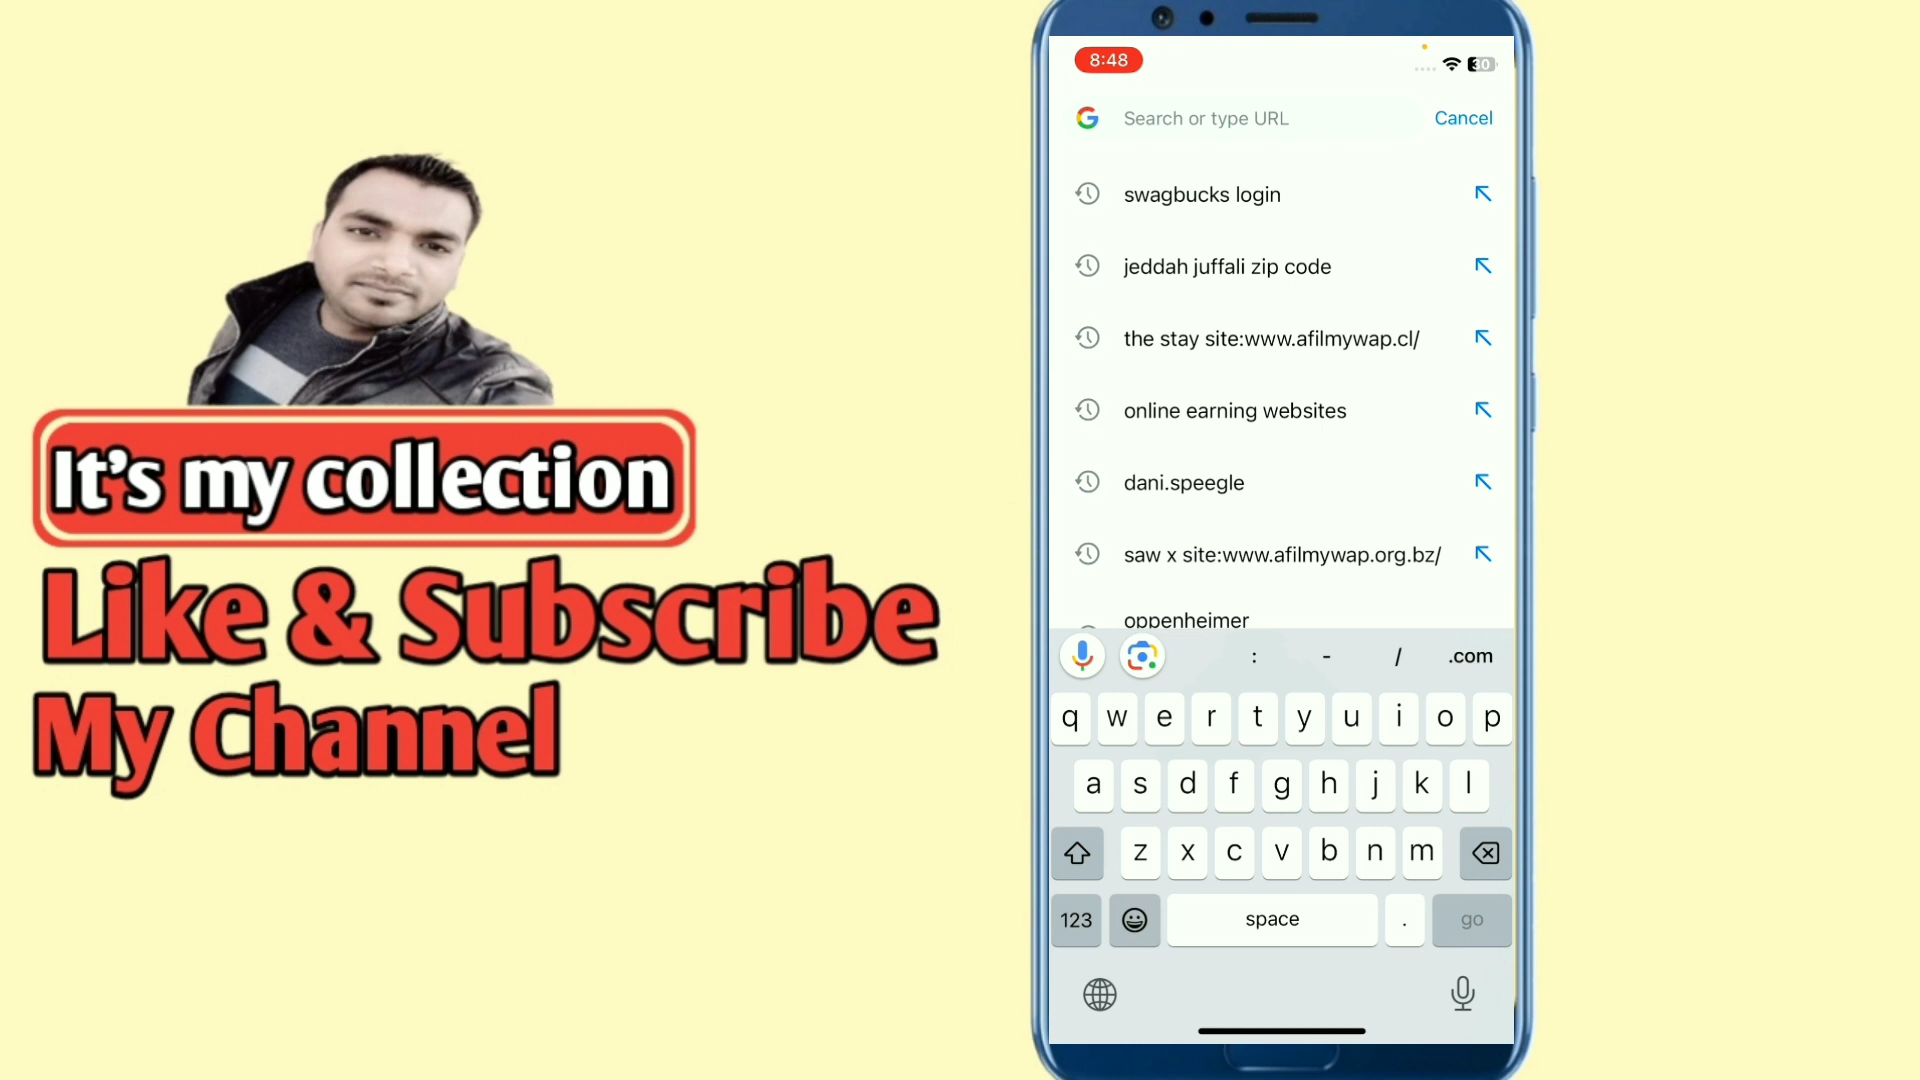 It's my collection
Like & Subscribe
My Channel
8:48
30
Search or type URL
Cancel
swagbucks login
jeddah juffali zip code
the stay site:www.afilmywap.cl/
online earning websites
dani.speegle
saw x site:www.afilmywap.org.bz/
oppenheimer
: - / .com
q w e r t y u i o p
a s d f g h j k l
z x c v b n m
123 space . go